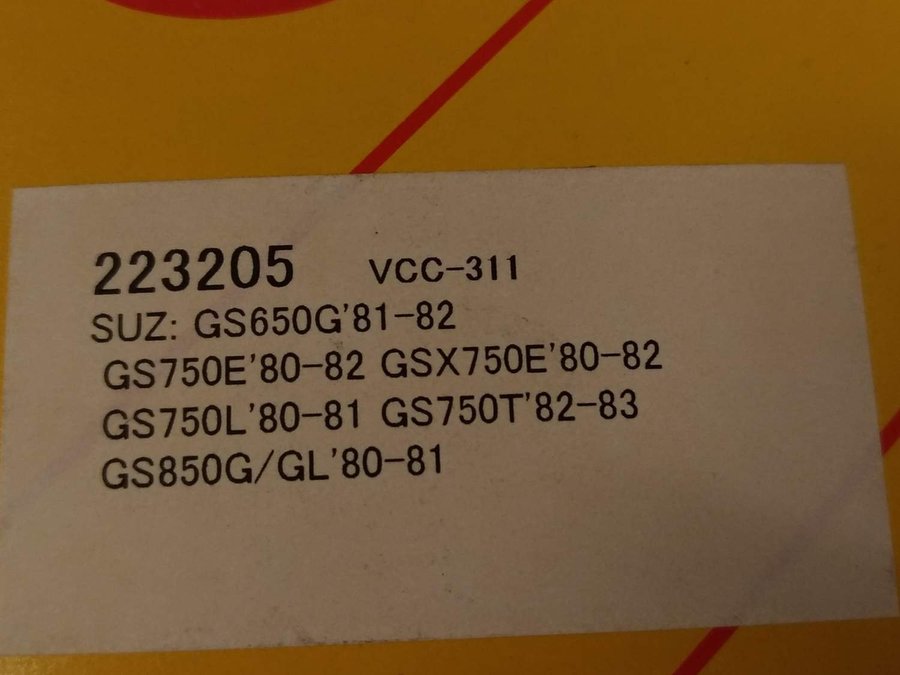 223205 VCC-311
SUZ: GS650G'81-82
GS750E'80-82 GSX750E'80-82
GS750L'80-81 GS750T'82-83
GS850G/GL'80-81